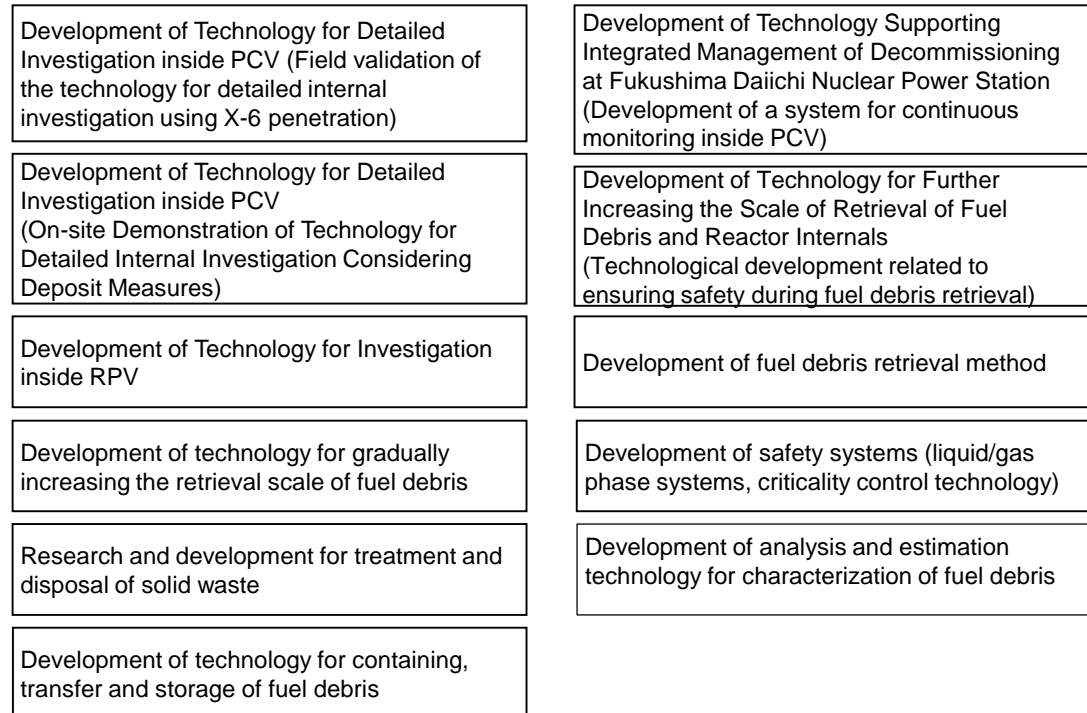 Development of Technology for Detailed
Investigation inside PCV (Field validation of
the technology for detailed internal
investigation using X-6 penetration)
Development of Technology for Detailed
Investigation inside PCV
(On-site Demonstration of Technology for
Detailed Internal Investigation Considering
Deposit Measures)
Development of Technology for Investigation
inside RPV
Development of technology for gradually
increasing the retrieval scale of fuel debris
Research and development for treatment and
disposal of solid waste
Development of technology for containing,
transfer and storage of fuel debris
Development of Technology Supporting
Integrated Management of Decommissioning
at Fukushima Daiichi Nuclear Power Station
(Development of a system for continuous
monitoring inside PCV)
Development of Technology for Further
Increasing the Scale of Retrieval of Fuel
Debris and Reactor Internals
(Technological development related to
ensuring safety during fuel debris retrieval)
Development of fuel debris retrieval method
Development of safety systems (liquid/gas
phase systems, criticality control technology)
Development of analysis and estimation
technology for characterization of fuel debris